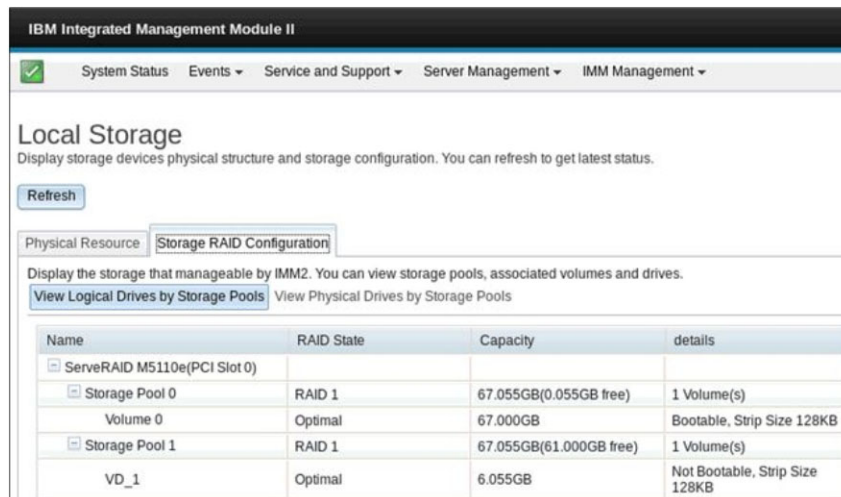 IBM Integrated Management Module II
System Status Events Service and Support Server Management IMM Management
Local Storage
Display storage devices physical structure and storage configuration. You can refresh to get latest status.
Refresh
Physical Resource Storage RAID Configuration
Display the storage that manageable by IMM2. You can view storage pools, associated volumes and drives.
View Logical Drives by Storage Pools View Physical Drives by Storage Pools
Name RAID State Capacity details
ServeRAID M5110e(PCI Slot 0)
Storage Pool 0 RAID 1 67.055GB(0.055GB free) 1 Volume(s)
Volume 0 Optimal 67.000GB Bootable, Strip Size 128KB
Storage Pool 1 RAID 1 67.055GB(61.000GB free) 1 Volume(s)
VD_1 Optimal 6.055GB Not Bootable, Strip Size
128KB